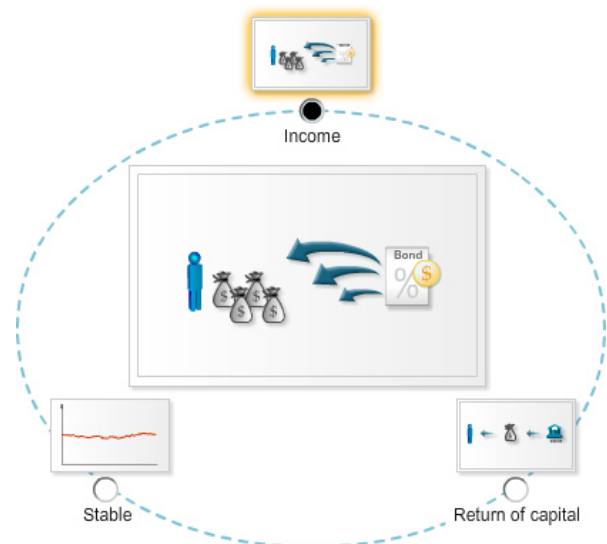 Income
Bond
%
$
$ $
$ $
Stable
Return of capital